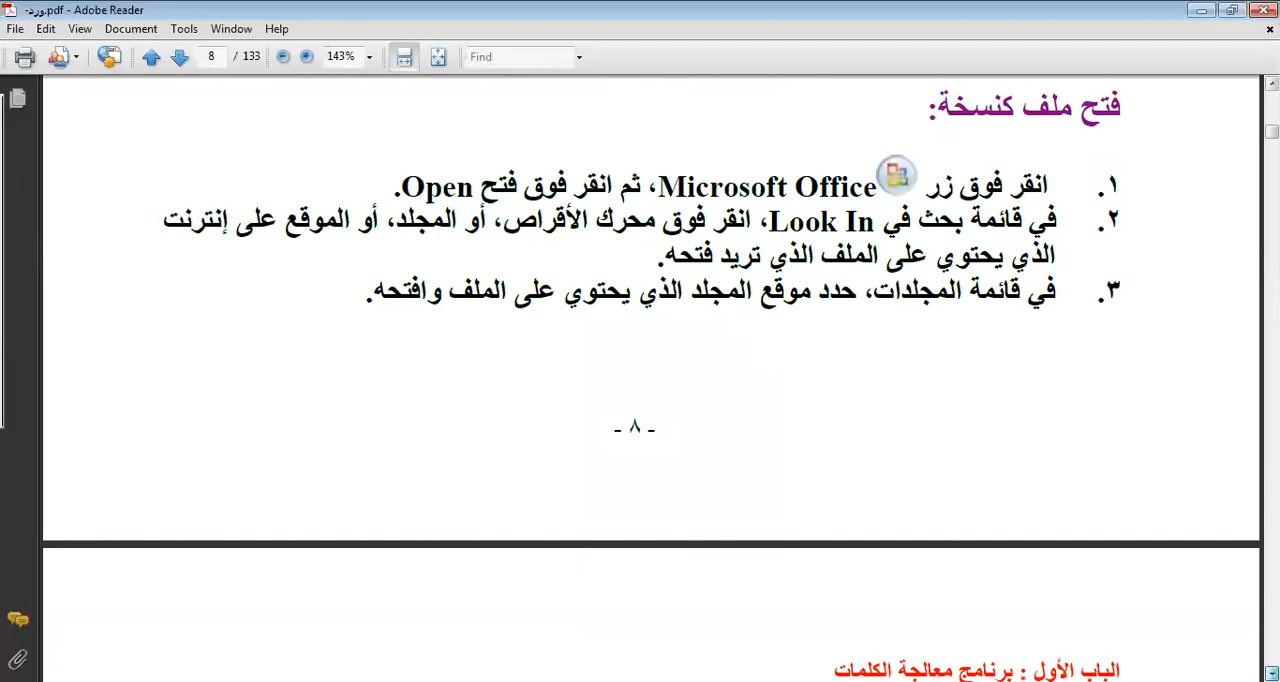 ورد-.pdf - Adobe Reader
File Edit View Document Tools Window Help
8 / 133 143% Find
فتح ملف كنسخة:
١. انقر فوق زر Microsoft Office، ثم انقر فوق فتح Open.
٢. في قائمة بحث في Look In، انقر فوق محرك الأقراص، أو المجلد، أو الموقع على إنترنت
الذي يحتوي على الملف الذي تريد فتحه.
٣. في قائمة المجلدات، حدد موقع المجلد الذي يحتوي على الملف وافتحه.
- ٨ -
الباب الأول : برنامج معالجة الكلمات